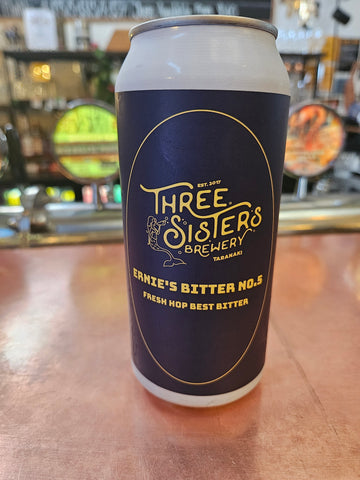 EST. 2017
THREE
SISTERS
BREWERY
TARANAKI
ERNIE'S BITTER NO.5
FRESH HOP BEST BITTER